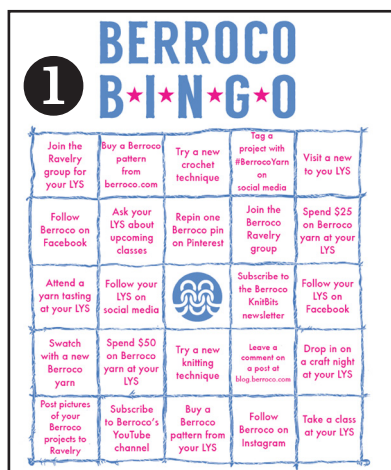 1
BERROCO
B★I★N★G★O
Join the
Ravelry
group for
your LYS
Buy a Berroco
pattern
from
berroco.com
Try a new
crochet
technique
Tag a
project with
#BerrocoYarn
on
social media
Visit a new
to you LYS
Follow
Berroco on
Facebook
Ask your
LYS about
upcoming
classes
Repin one
Berroco pin
on Pinterest
Join the
Berroco
Ravelry
group
Spend $25
on Berroco
yarn at your
LYS
Attend a
yarn tasting
at your LYS
Follow your
LYS on
social media
Subscribe to
the Berroco
KnitBits
newsletter
Follow your
LYS on
Facebook
Swatch
with a new
Berroco
yarn
Spend $50
on Berroco
yarn at your
LYS
Try a new
knitting
technique
Leave a
comment on
a post at
blog.berroco.com
Drop in on
a craft night
at your LYS
Post pictures
of your
Berroco
projects to
Ravelry
Subscribe
to Berroco's
YouTube
channel
Buy a
Berroco
pattern from
your LYS
Follow
Berroco on
Instagram
Take a class
at your LYS